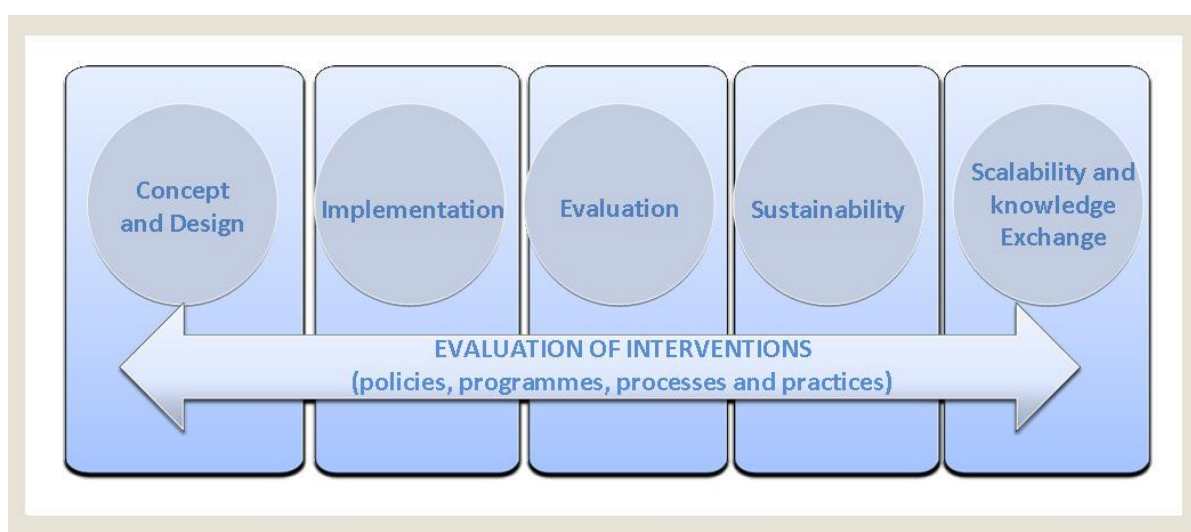 Concept
and Design
Implementation
Evaluation
Sustainability
Scalability and
knowledge
Exchange
EVALUATION OF INTERVENTIONS
(policies, programmes, processes and practices)